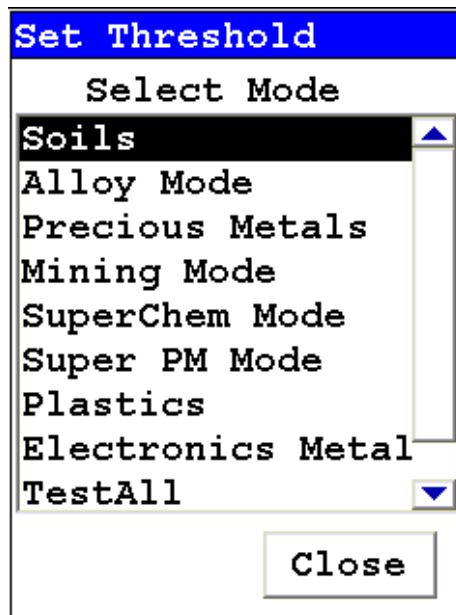 Set Threshold
Select Mode
Soils
Alloy Mode
Precious Metals
Mining Mode
SuperChem Mode
Super PM Mode
Plastics
Electronics Metal
TestAll
Close